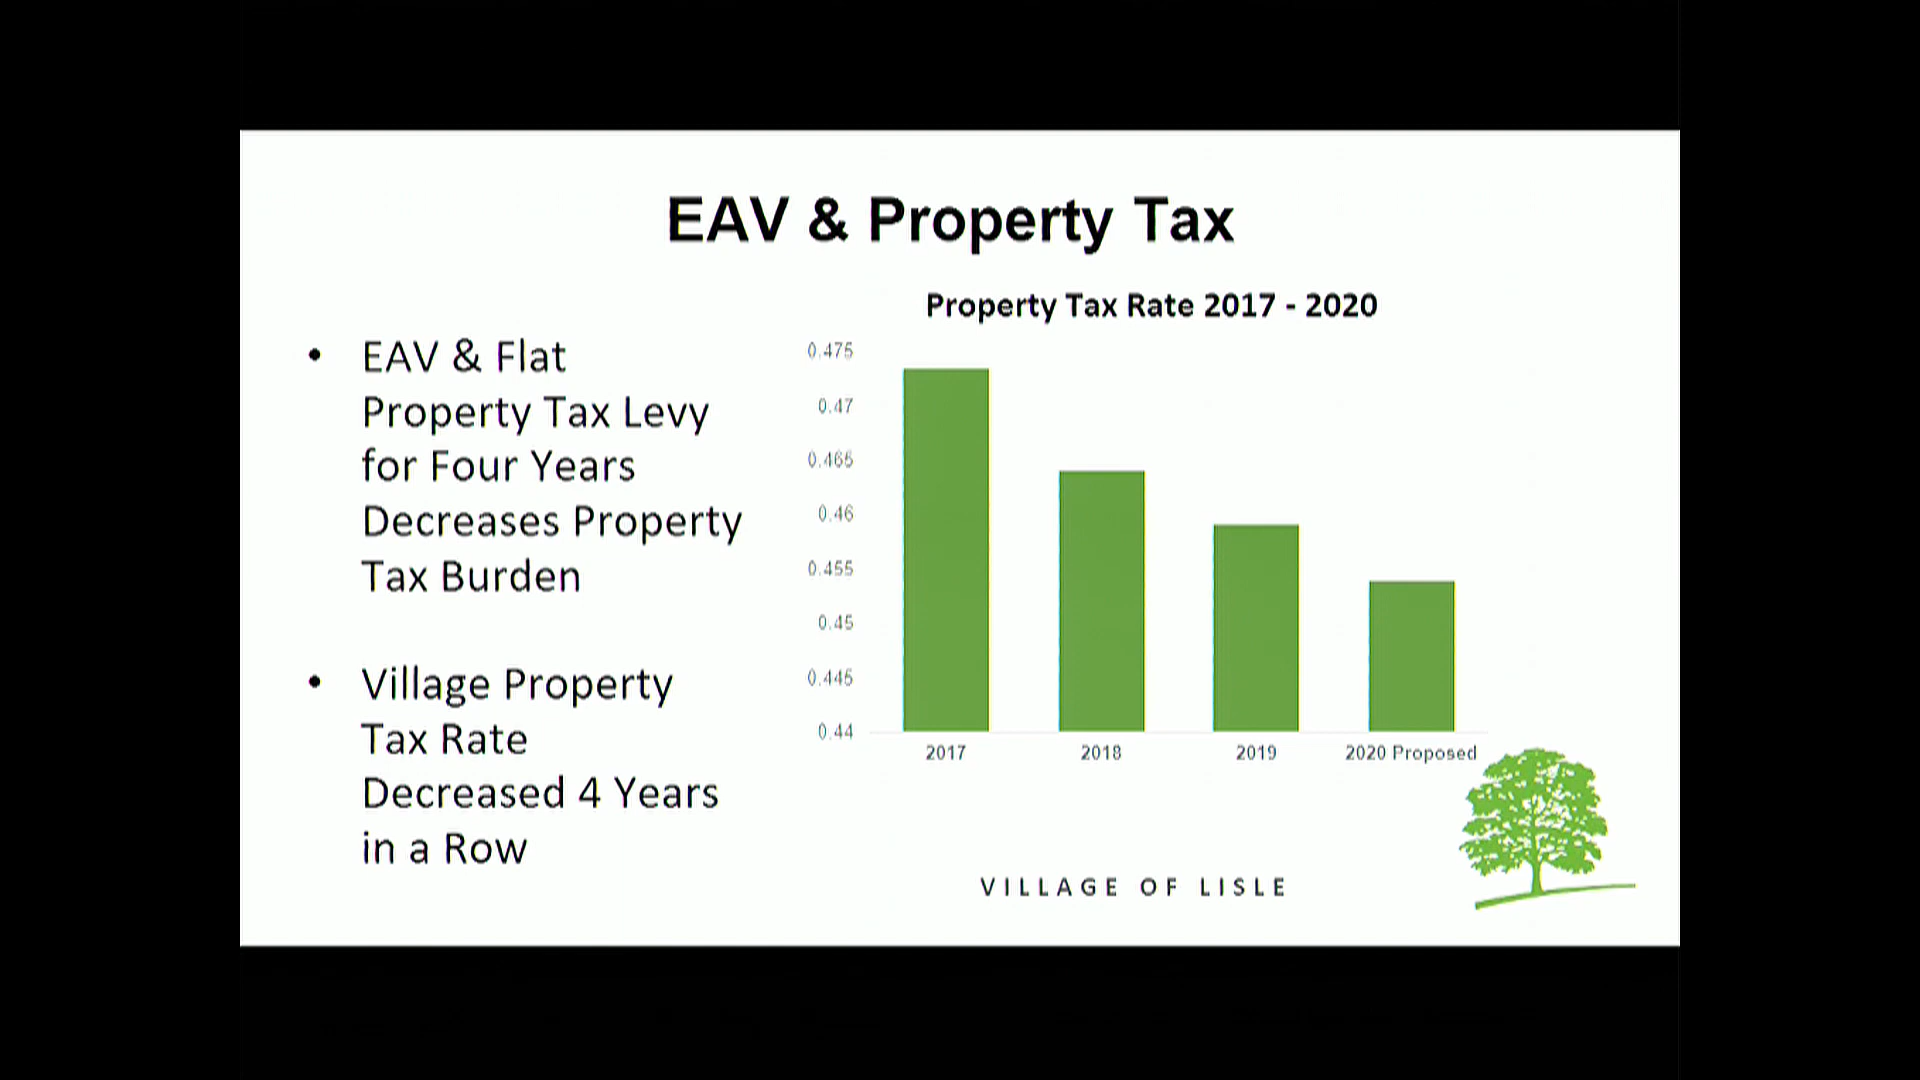 EAV & Property Tax
• EAV & Flat
Property Tax Levy
for Four Years
Decreases Property
Tax Burden
• Village Property
Tax Rate
Decreased 4 Years
in a Row
Property Tax Rate 2017 - 2020
0.475
0.47
0.465
0.46
0.455
0.45
0.445
0.44
2017 2018 2019 2020 Proposed
VILLAGE OF LISLE